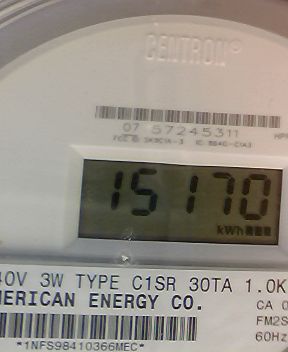 CENTRON®
07 57245311
15170
kWh
40V 3W TYPE C1SR 30TA 1.0K
MERICAN ENERGY CO.
CA 0
FM2S
60Hz
*1NFS98410366MEC*